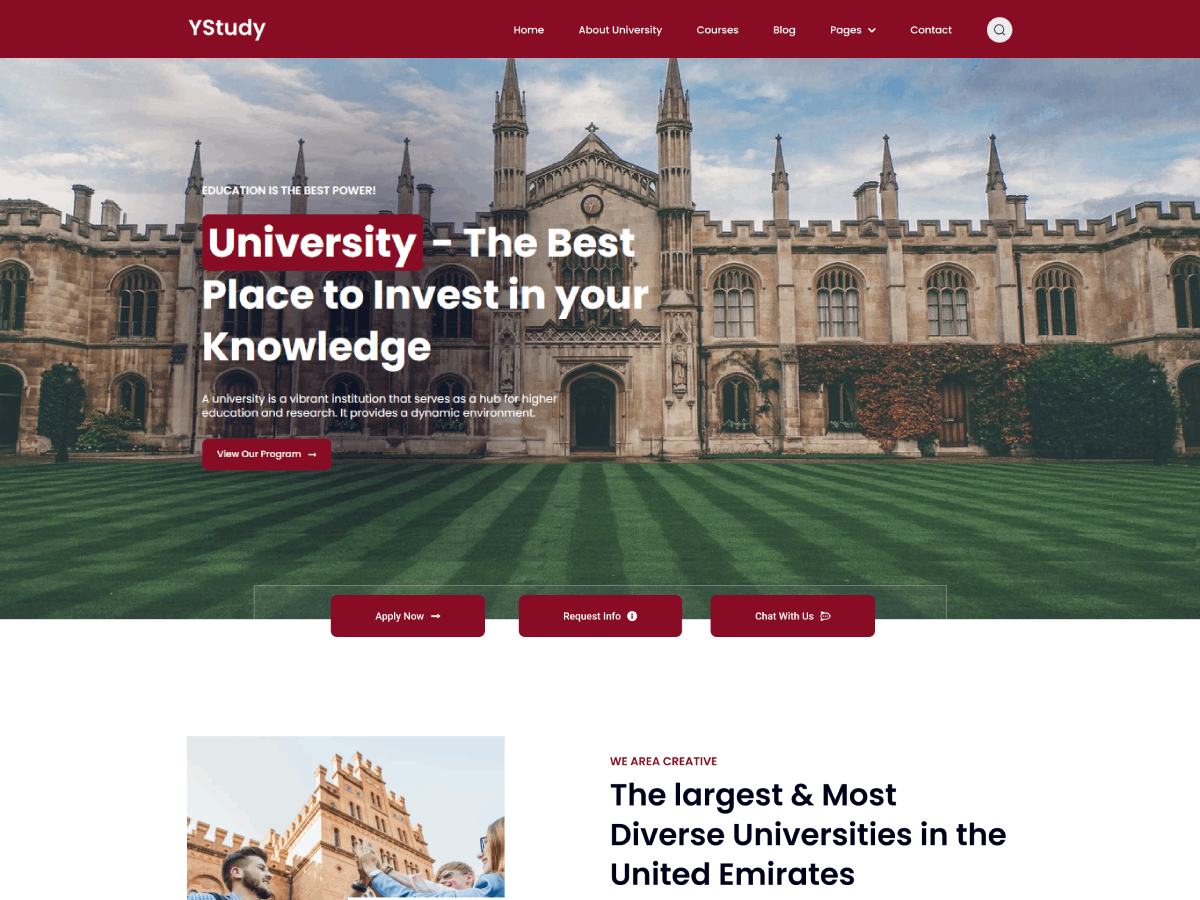 YStudy
Home
About University
Courses
Blog
Pages
Contact
EDUCATION IS THE BEST POWER!
University - The Best
Place to Invest in your
Knowledge
A university is a vibrant institution that serves as a hub for higher
education and research. It provides a dynamic environment.
View Our Program
Apply Now
Request Info
Chat With Us
WE AREA CREATIVE
The largest & Most
Diverse Universities in the
United Emirates